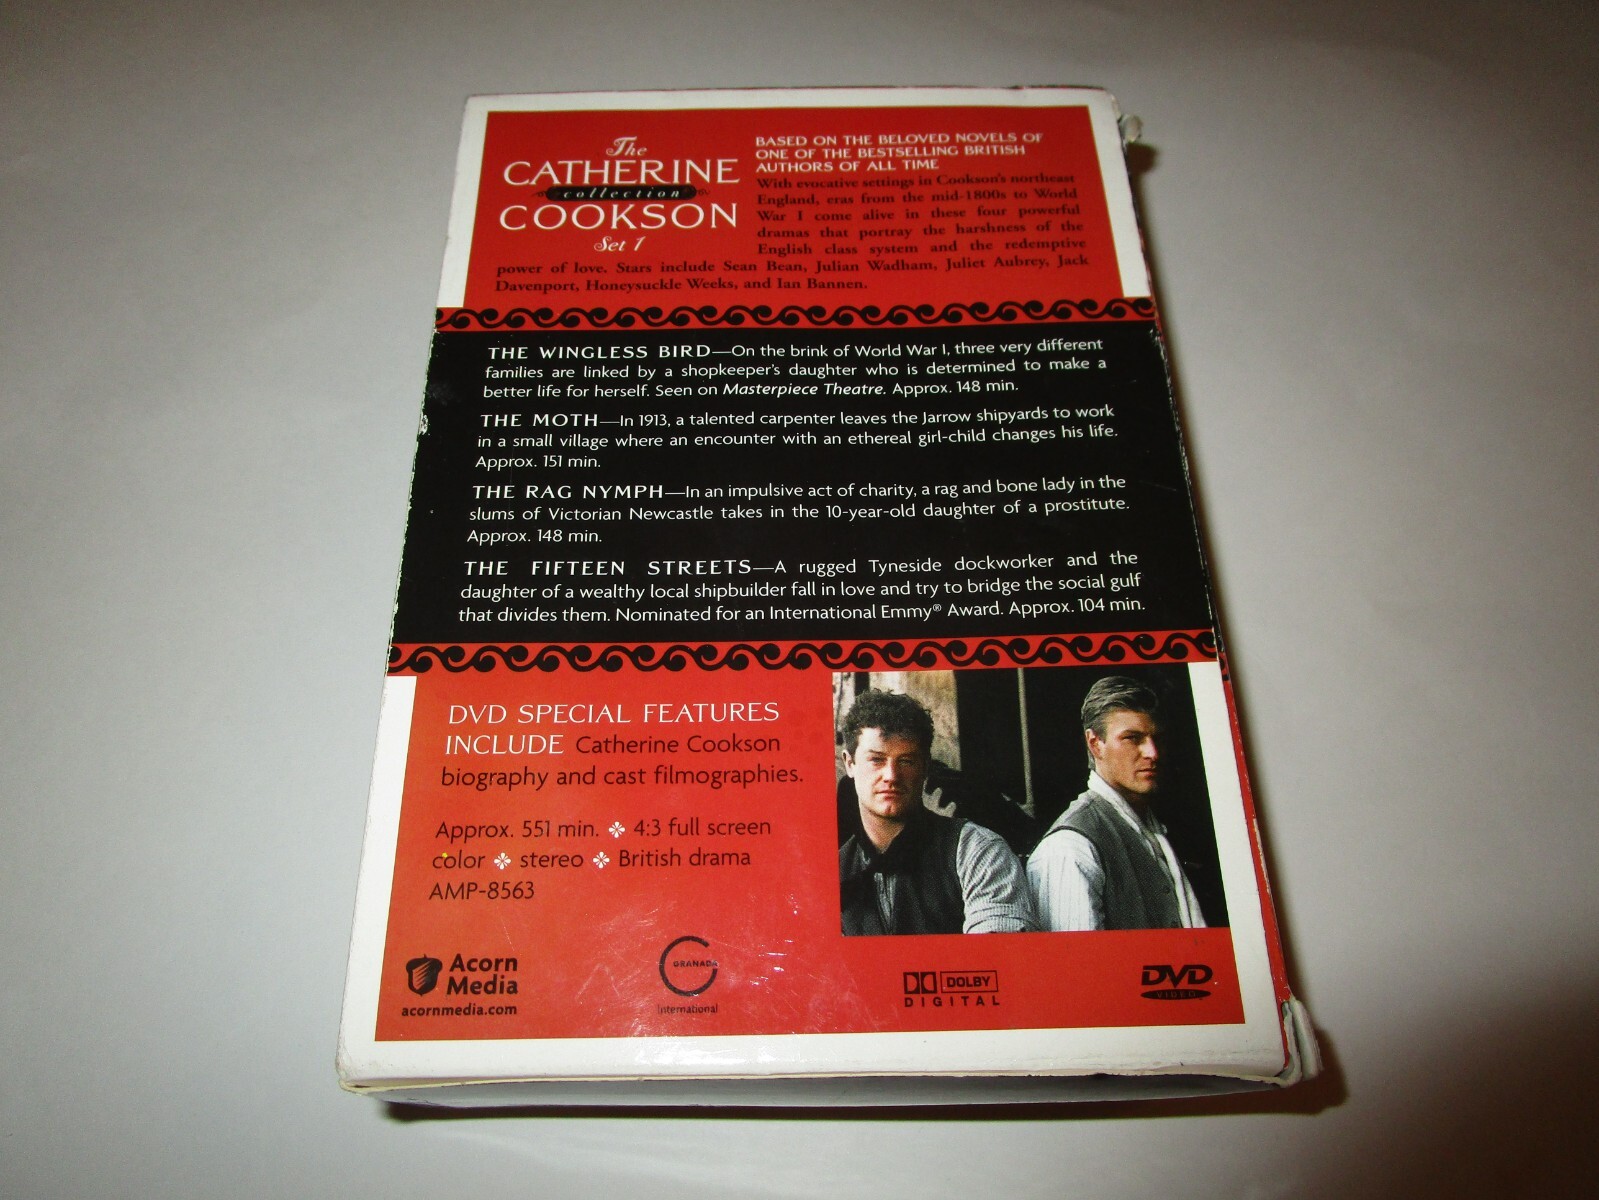 The
CATHERINE
collection
COOKSON
Set 1
BASED ON THE BELOVED NOVELS OF
ONE OF THE BESTSELLING BRITISH
AUTHORS OF ALL TIME
With evocative settings in Cookson's northeast
England, eras from the mid-1800s to World
War I come alive in these four powerful
dramas that portray the harshness of the
English class system and the redemptive
power of love. Stars include Sean Bean, Julian Wadham, Juliet Aubrey, Jack
Davenport, Honeysuckle Weeks, and Ian Bannen.
THE WINGLESS BIRD—On the brink of World War I, three very different
families are linked by a shopkeeper's daughter who is determined to make a
better life for herself. Seen on Masterpiece Theatre. Approx. 148 min.
THE MOTH—In 1913, a talented carpenter leaves the Jarrow shipyards to work
in a small village where an encounter with an ethereal girl-child changes his life.
Approx. 151 min.
THE RAG NYMPH—In an impulsive act of charity, a rag and bone lady in the
slums of Victorian Newcastle takes in the 10-year-old daughter of a prostitute.
Approx. 148 min.
THE FIFTEEN STREETS—A rugged Tyneside dockworker and the
daughter of a wealthy local shipbuilder fall in love and try to bridge the social gulf
that divides them. Nominated for an International Emmy® Award. Approx. 104 min.
DVD SPECIAL FEATURES
INCLUDE Catherine Cookson
biography and cast filmographies.
Approx. 551 min. ✽ 4:3 full screen
color ✽ stereo ✽ British drama
AMP-8563
Acorn
Media
acornmedia.com
GRANADA
International
DOLBY
DIGITAL
DVD
VIDEO